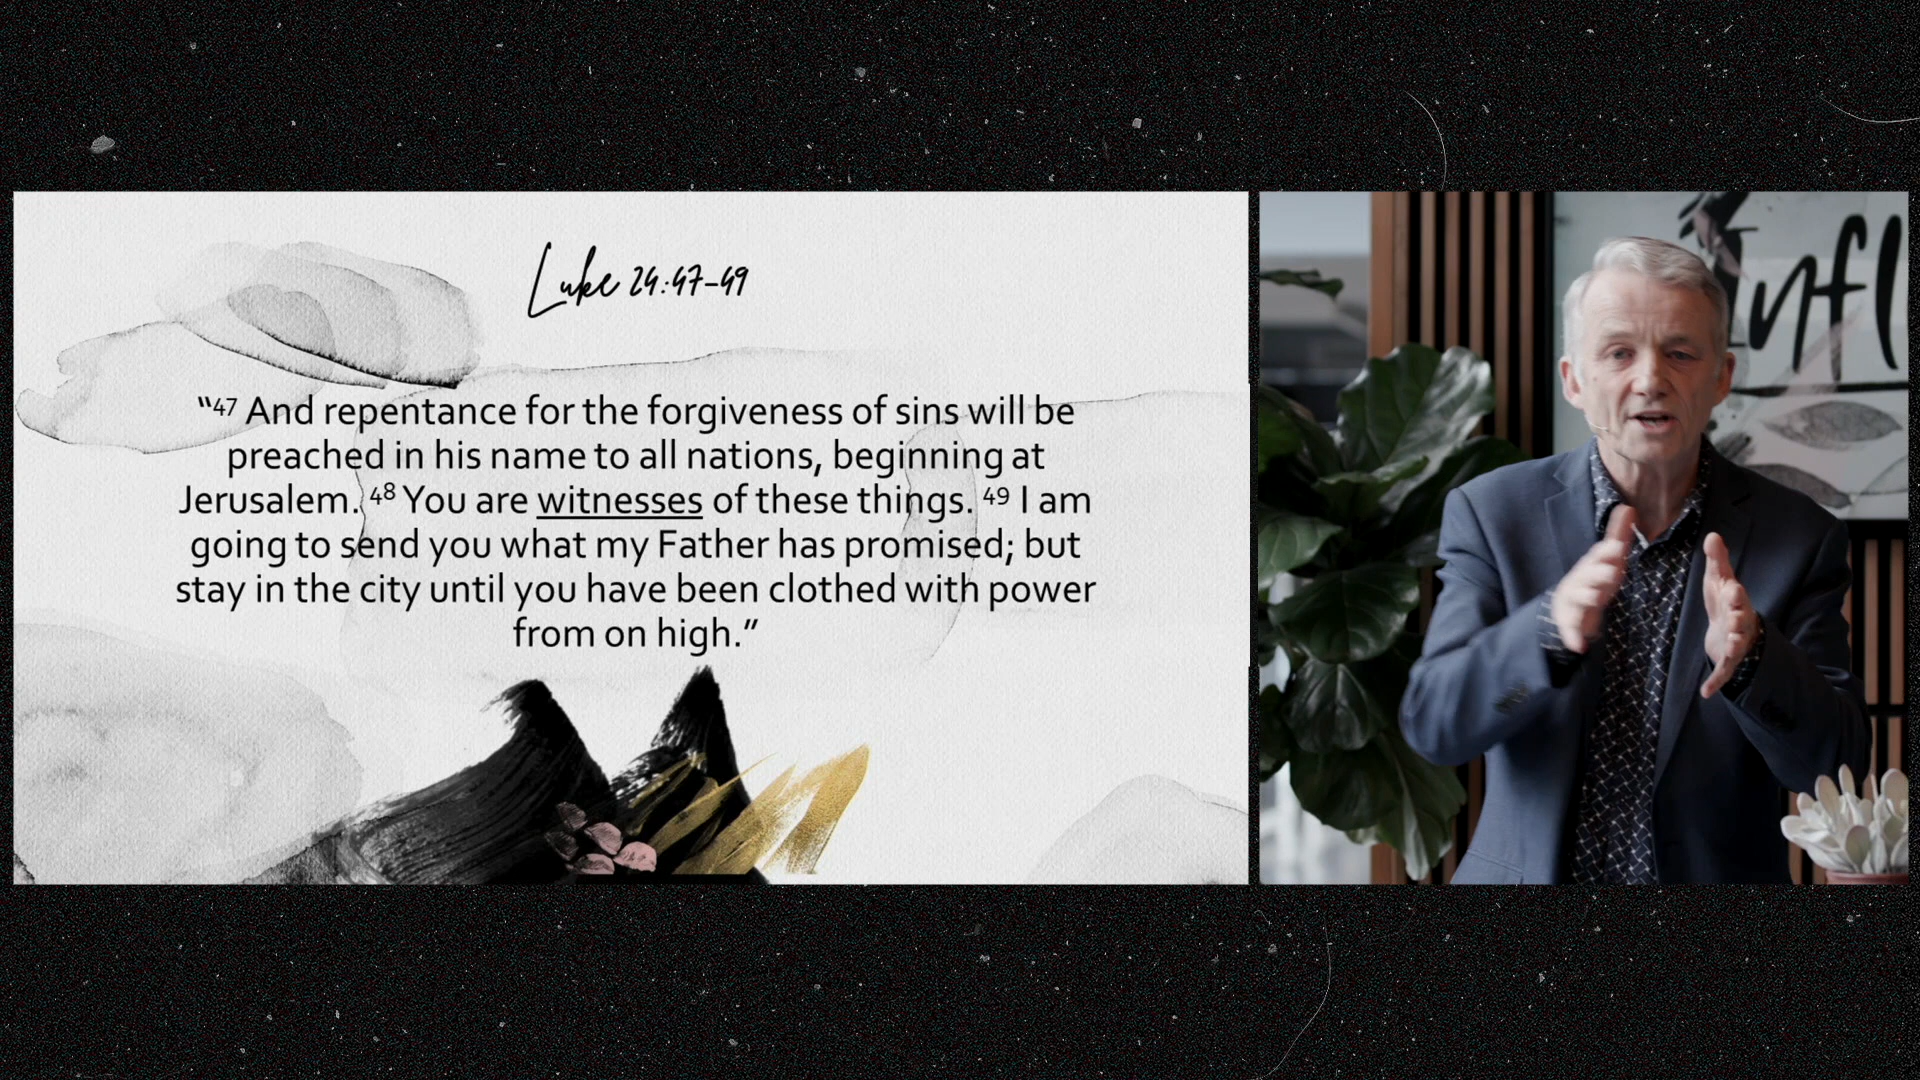 Luke 24:47-49
“47 And repentance for the forgiveness of sins will be
preached in his name to all nations, beginning at
Jerusalem. 48 You are witnesses of these things. 49 I am
going to send you what my Father has promised; but
stay in the city until you have been clothed with power
from on high.”
Infl